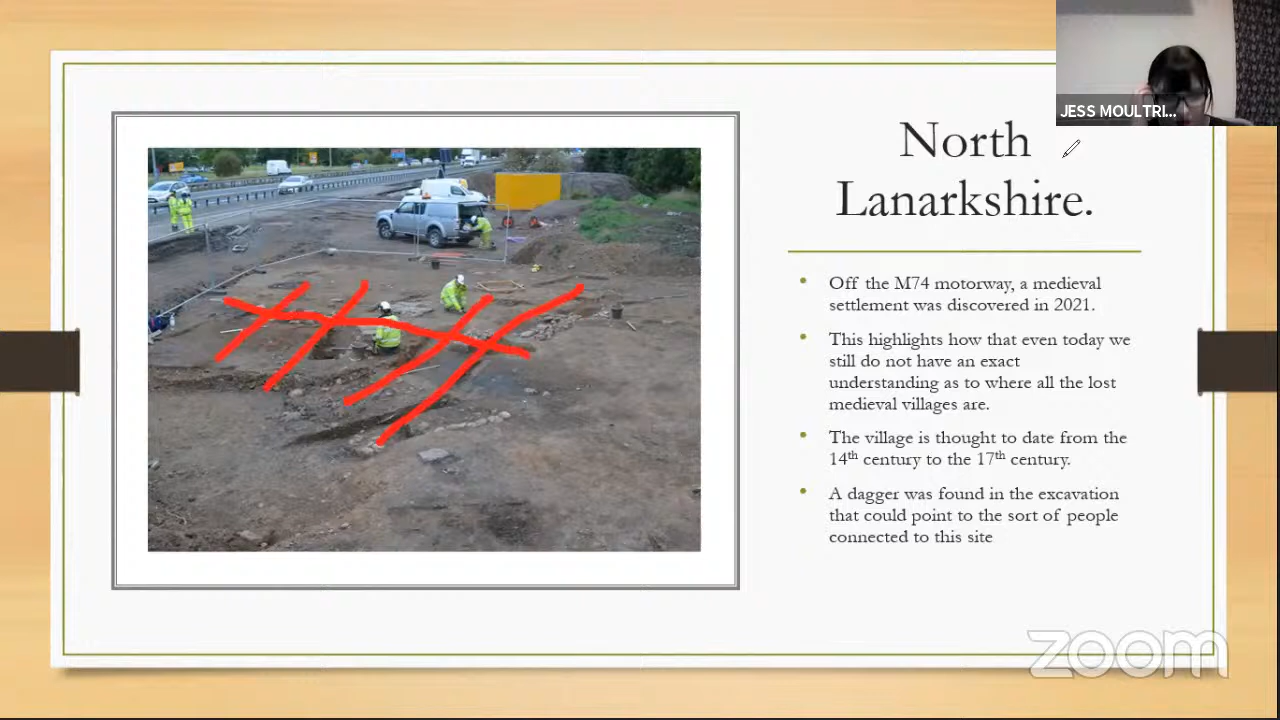 JESS MOULTRI...
North
Lanarkshire.
Off the M74 motorway, a medieval
settlement was discovered in 2021.
This highlights how that even today we
still do not have an exact
understanding as to where all the lost
medieval villages are.
The village is thought to date from the
14th century to the 17th century.
A dagger was found in the excavation
that could point to the sort of people
connected to this site
zoom